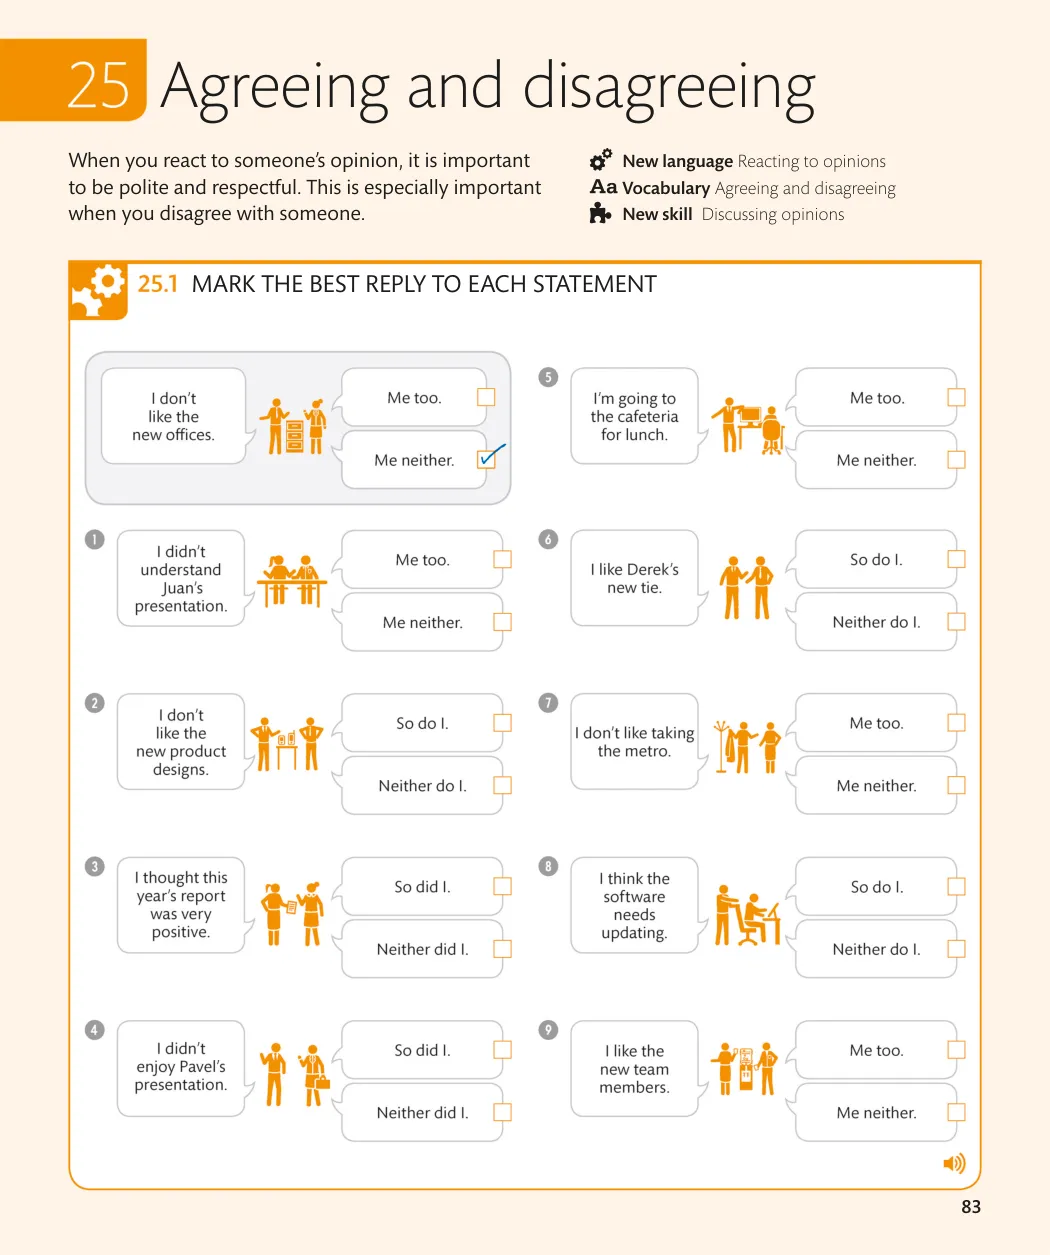 25 Agreeing and disagreeing
When you react to someone's opinion, it is important
to be polite and respectful. This is especially important
when you disagree with someone.
New language Reacting to opinions
Aa Vocabulary Agreeing and disagreeing
New skill Discussing opinions
25.1 MARK THE BEST REPLY TO EACH STATEMENT
I don't
like the
new offices.
Me too.
Me neither.
1
I didn't
understand
Juan's
presentation.
Me too.
Me neither.
2
I don't
like the
new product
designs.
So do I.
Neither do I.
3
I thought this
year's report
was very
positive.
So did I.
Neither did I.
4
I didn't
enjoy Pavel's
presentation.
So did I.
Neither did I.
5
I'm going to
the cafeteria
for lunch.
Me too.
Me neither.
6
I like Derek's
new tie.
So do I.
Neither do I.
7
I don't like taking
the metro.
Me too.
Me neither.
8
I think the
software
needs
updating.
So do I.
Neither do I.
9
I like the
new team
members.
Me too.
Me neither.
83